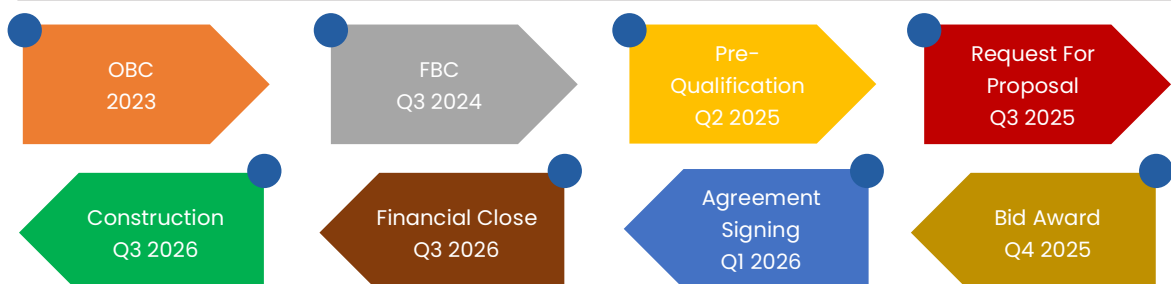 OBC
2023
FBC
Q3 2024
Pre-
Qualification
Q2 2025
Request For
Proposal
Q3 2025
Construction
Q3 2026
Financial Close
Q3 2026
Agreement
Signing
Q1 2026
Bid Award
Q4 2025